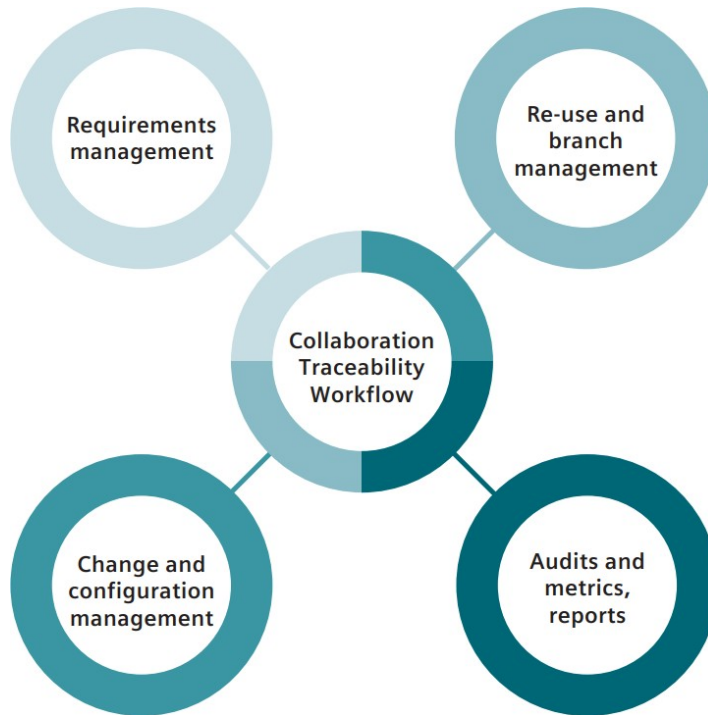 Requirements
management
Re-use and
branch
management
Collaboration
Traceability
Workflow
Change and
configuration
management
Audits and
metrics,
reports